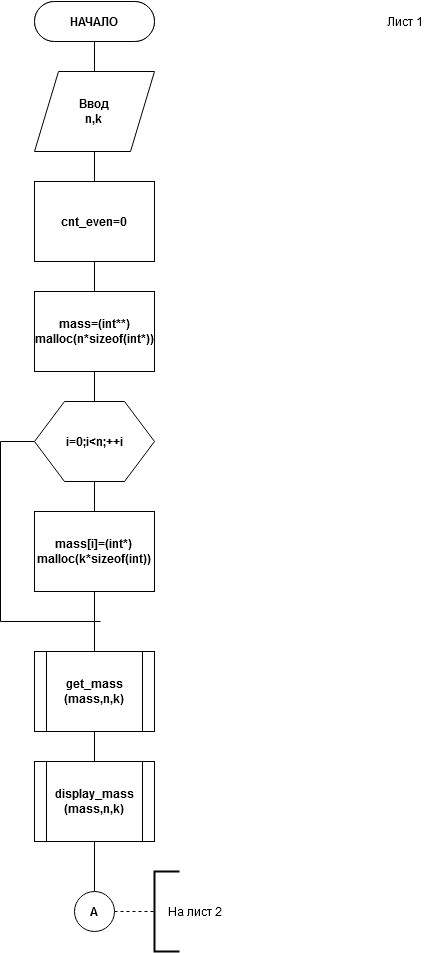 НАЧАЛО
Лист 1
Ввод
n,k
cnt_even=0
mass=(int**)
malloc(n*sizeof(int*))
i=0;i<n;++i
mass[i]=(int*)
malloc(k*sizeof(int))
get_mass
(mass,n,k)
display_mass
(mass,n,k)
А
На лист 2